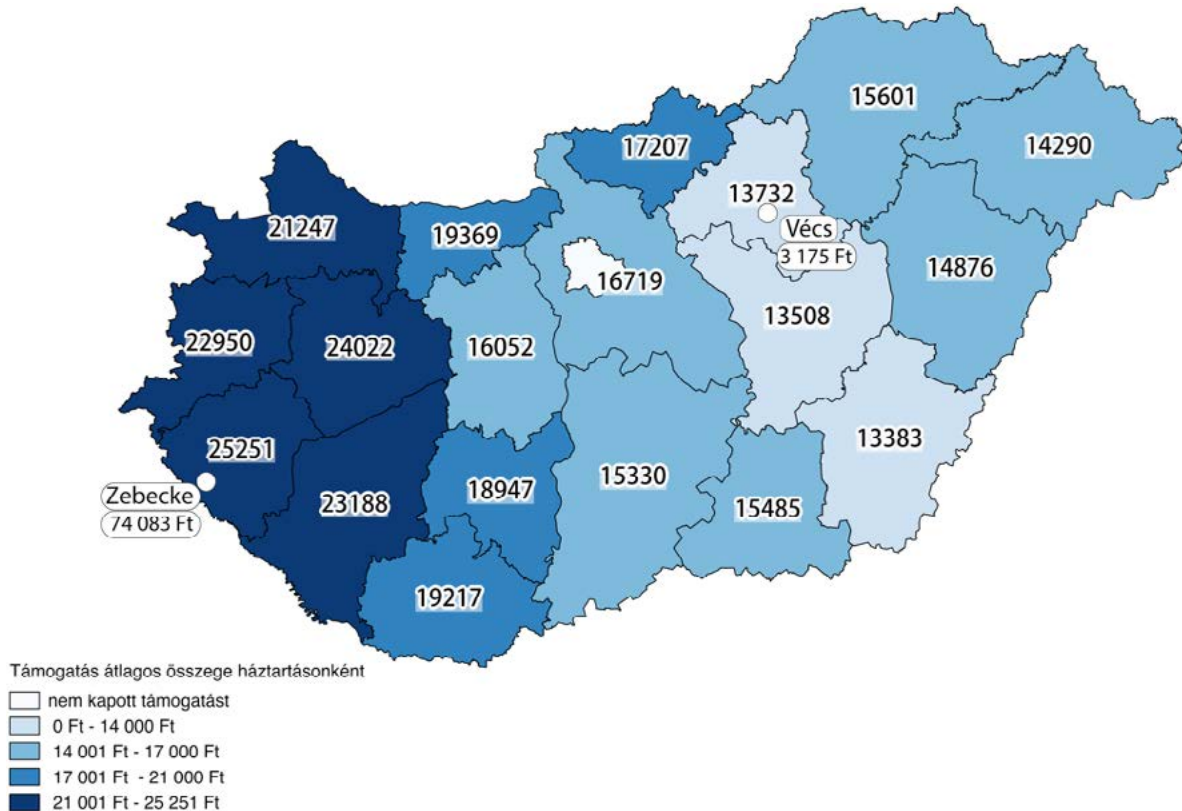 15601
14290
17207
13732
Vécs
3 175 Ft
21247
19369
16719
14876
13508
22950
24022
16052
13383
25251
Zebecke
74 083 Ft
23188
18947
15330
15485
19217
Támogatás átlagos összege háztartásonként
nem kapott támogatást
0 Ft - 14 000 Ft
14 001 Ft - 17 000 Ft
17 001 Ft - 21 000 Ft
21 001 Ft - 25 251 Ft